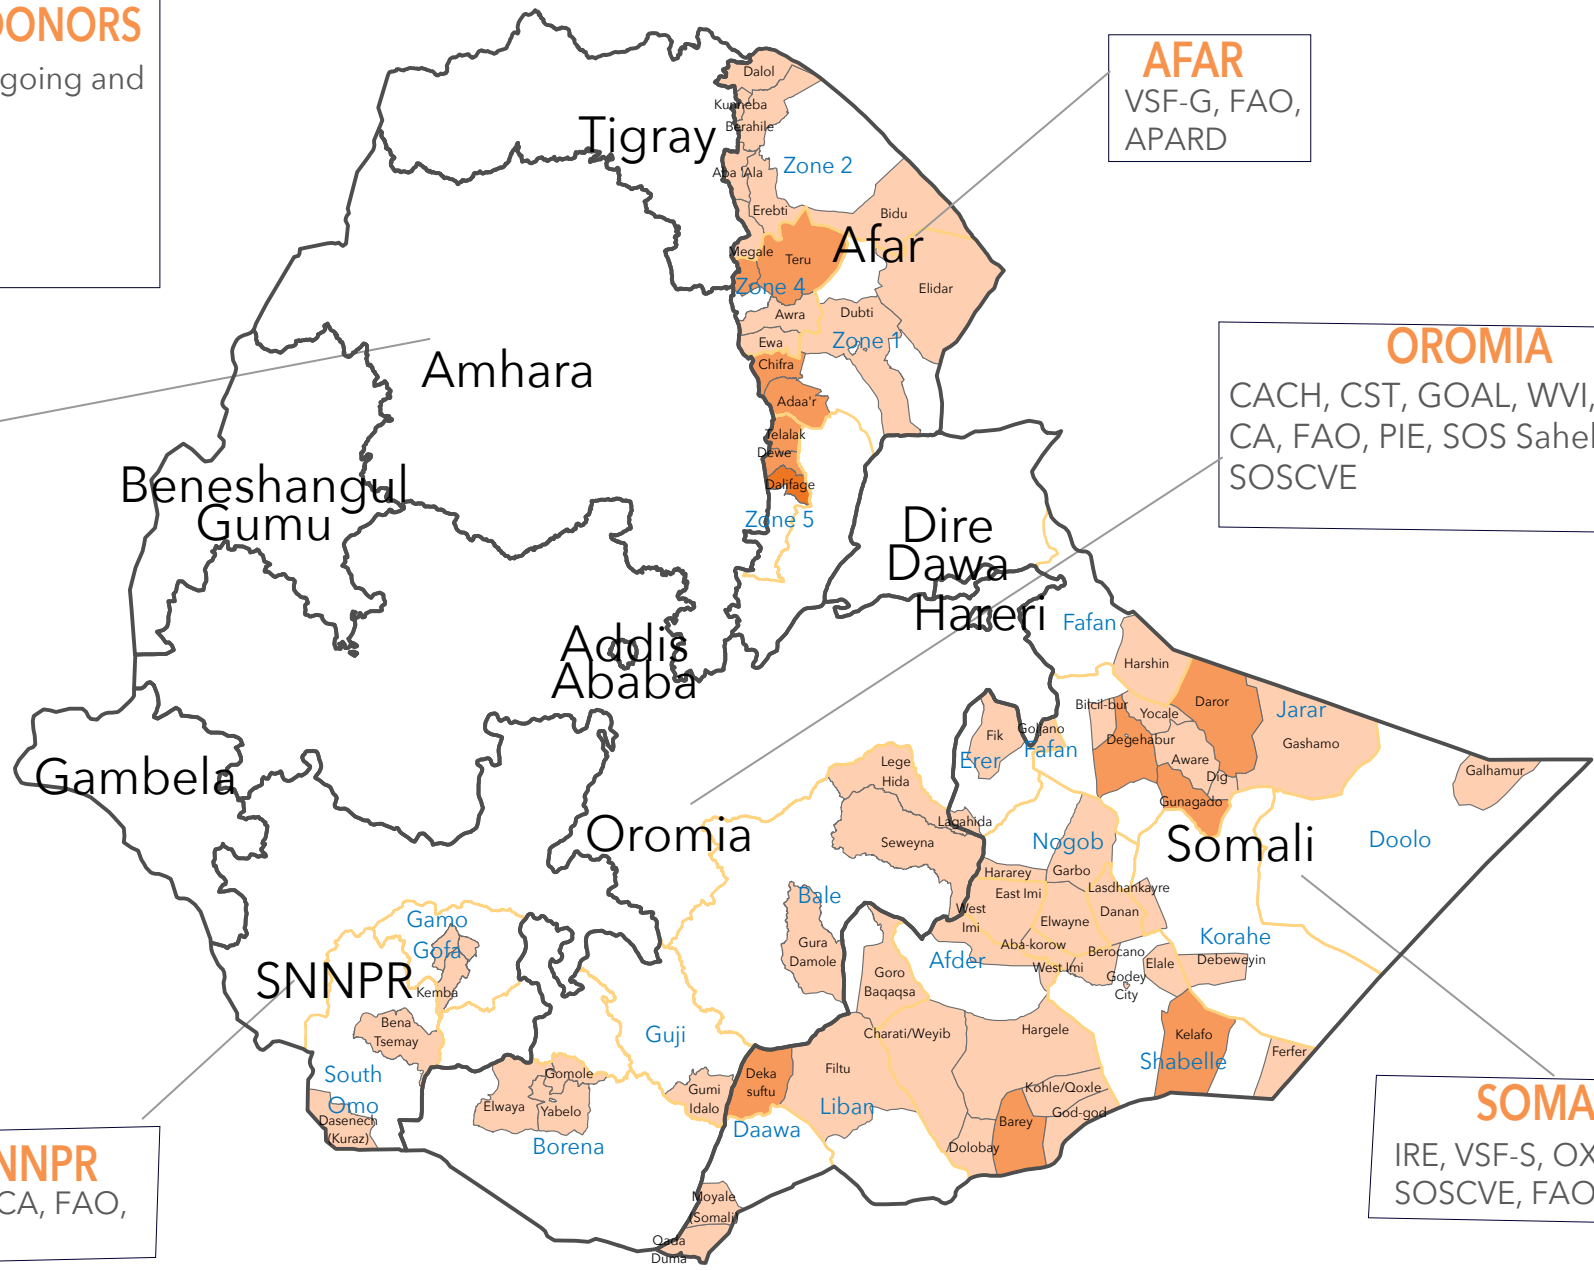 DONORS
going and
AFAR
VSF-G, FAO,
APARD
OROMIA
CACH, CST, GOAL, WVI,
CA, FAO, PIE, SOS Sahel
SOSCVE
SOMA
IRE, VSF-S, OX
SOSCVE, FAO
NNPR
CA, FAO,
Tigray
Dalol
Kunneba
Berahile
Zone 2
Aba 'Ala
Erebti
Bidu
Megale
Teru
Afar
Zone 4
Elidar
Awra
Dubti
Ewa
Zone 1
Chifra
Adaa'r
Telalak
Dewe
Dalifage
Zone 5
Amhara
Beneshangul
Gumu
Dire
Dawa
Hareri
Addis
Ababa
Gambela
Oromia
Somali
SNNPR
Fafan
Harshin
Daror
Jarar
Bilcil-bur
Yocale
Degehabur
Gashamo
Aware
Dig
Gunagado
Galhamur
Doolo
Fik
Goljano
Fafan
Erer
Lege
Hida
Lagahida
Seweyna
Nogob
Hararey
Garbo
East Imi
Lasdhankayre
West
Imi
Elwayne
Danan
Aba-korow
Berocano
Korahe
Debeweyin
Afder
West Imi
Elale
Godey
City
Bale
Gura
Damole
Goro
Baqaqsa
Charati/Weyib
Hargele
Kelafo
Shabelle
Ferfer
Kohle/Qoxle
God-god
Barey
Dolobay
Filtu
Liban
Deka
suftu
Daawa
Guji
Gumi
Idalo
Gomole
Elwaya
Yabelo
Borena
Moyale
(Somali)
Qada
Duma
Gamo
Gofa
Kemba
Bena
Tsemay
South
Omo
Dasenech
(Kuraz)